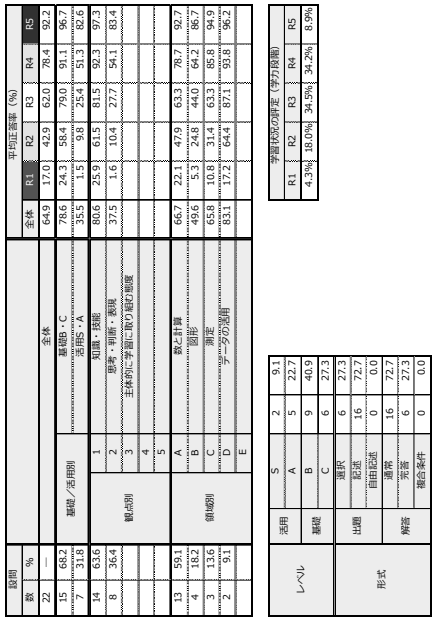 設問 平均正答率（%）
数 % 全体 R1 R2 R3 R4 R5
22 — 全体 64.9 17.0 42.9 62.0 78.4 92.2
15 68.2 基礎／活用別 基礎B・C 78.6 24.3 58.4 79.0 91.1 96.7
7 31.8 活用S・A 35.5 1.5 9.8 25.4 51.3 82.6
14 63.6 観点別 1 知識・技能 80.6 25.9 61.5 81.5 92.3 97.3
8 36.4 2 思考・判断・表現 37.5 1.6 10.4 27.7 54.1 83.4
3 主体的に学習に取り組む態度
4
5
13 59.1 領域別 A 数と計算 66.7 22.1 47.9 63.3 78.7 92.7
4 18.2 B 図形 49.6 5.3 24.8 44.0 64.2 86.7
3 13.6 C 測定 65.8 10.8 31.4 63.3 85.8 94.9
2 9.1 D データの活用 83.1 17.2 64.4 87.1 93.8 96.2
E
レベル 活用 S 2 9.1
A 5 22.7
基礎 B 9 40.9
C 6 27.3
形式 出題 選択 6 27.3
記述 16 72.7
自由記述 0 0.0
解答 通常 16 72.7
完答 6 27.3
複合条件 0 0.0
学習状況の評定（学力段階）
R1 R2 R3 R4 R5
4.3% 18.0% 34.5% 34.2% 8.9%